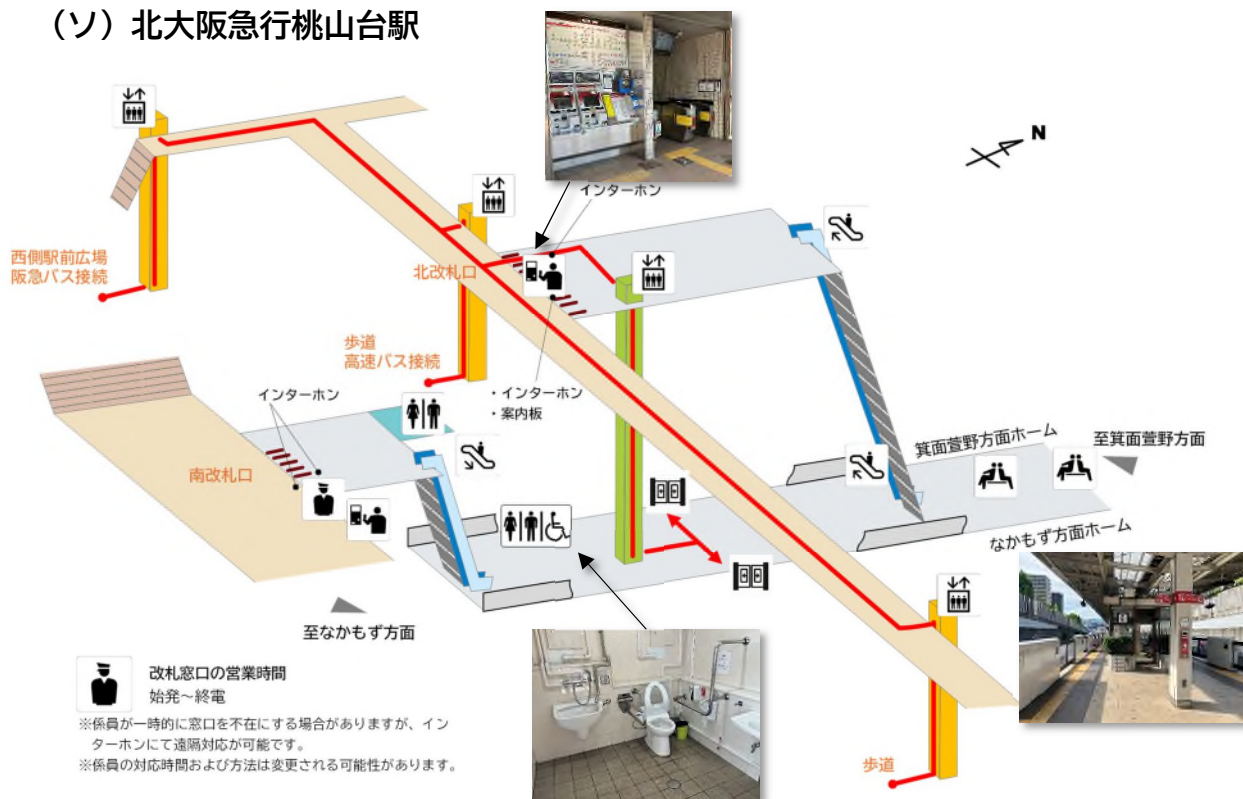 （ソ）北大阪急行桃山台駅
N
インターホン
西側駅前広場
阪急バス接続
北改札口
歩道
高速バス接続
・インターホン
・案内板
インターホン
南改札口
箕面萱野方面ホーム
至箕面萱野方面
なかもず方面ホーム
至なかもず方面
改札窓口の営業時間
始発～終電
※係員が一時的に窓口を不在にする場合がありますが、イン
ターホンにて遠隔対応が可能です。
※係員の対応時間および方法は変更される可能性があります。
歩道